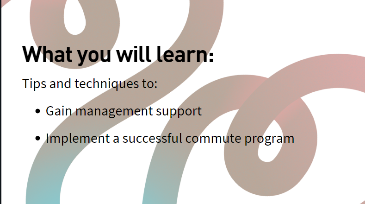 What you will learn:
Tips and techniques to:
• Gain management support
• Implement a successful commute program